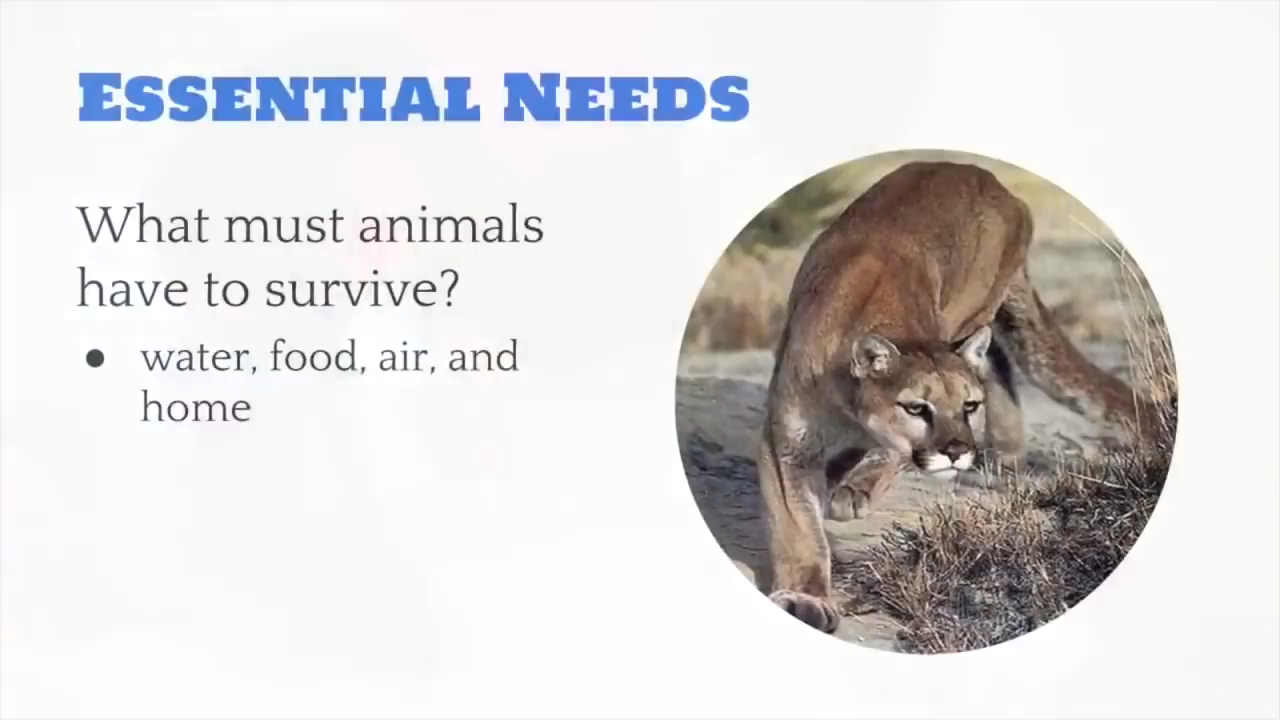 ESSENTIAL NEEDS
What must animals
have to survive?
● water, food, air, and
home